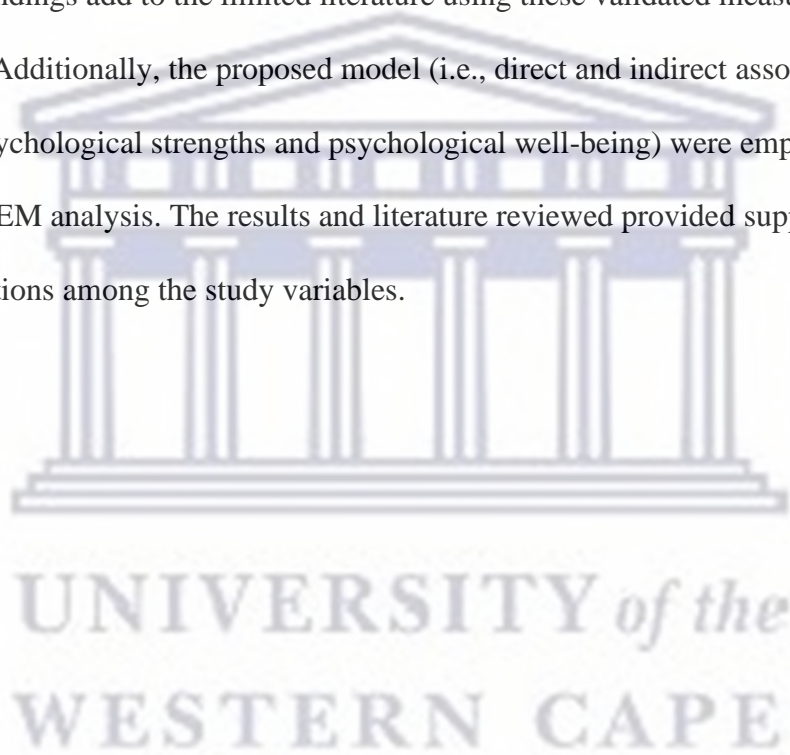 ndings add to the limited literature using these validated measu
Additionally, the proposed model (i.e., direct and indirect asso
ychological strengths and psychological well-being) were emp
EM analysis. The results and literature reviewed provided sup
tions among the study variables.
UNIVERSITY of the
WESTERN CAPE